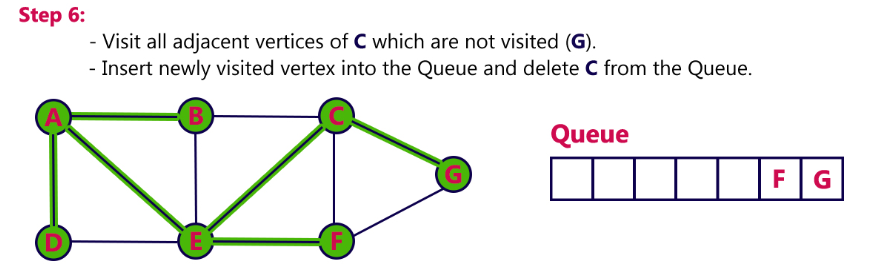 Step 6:
- Visit all adjacent vertices of C which are not visited (G).
- Insert newly visited vertex into the Queue and delete C from the Queue.
A B C
Queue
G
F G
D E F